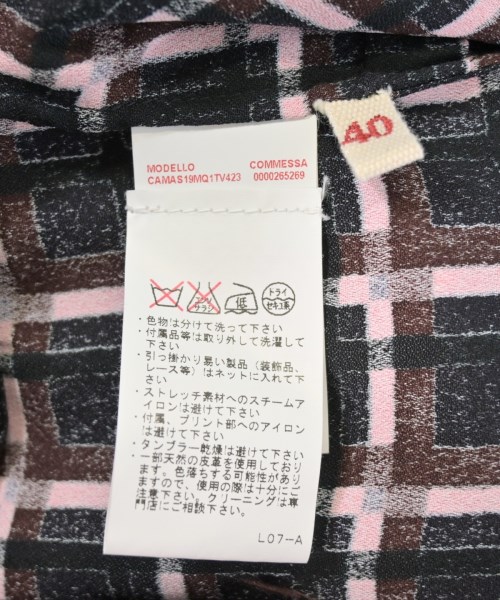 40
MODELLO COMMESSA
CAMAS19MQ1TV423 0000265269
エンソ
サラシ
低
ドライ
セキユ系
・色物は分けて洗って下さい
・付属品等は取り外して洗濯して
下さい
・引っ掛かり易い製品（装飾品、
レース等）はネットに入れて下
さい
・ストレッチ素材へのスチームア
イロンは避けて下さい
・付属、プリント部へのアイロン
は避けて下さい
・タンブラー乾燥は避けて下さい
・一部天然の皮革を使用しており
ます。色落ちする可能性があり
ますので、使用の際は十分にご
注意下さい。クリーニングは専
門店にご相談下さい。
L07-A